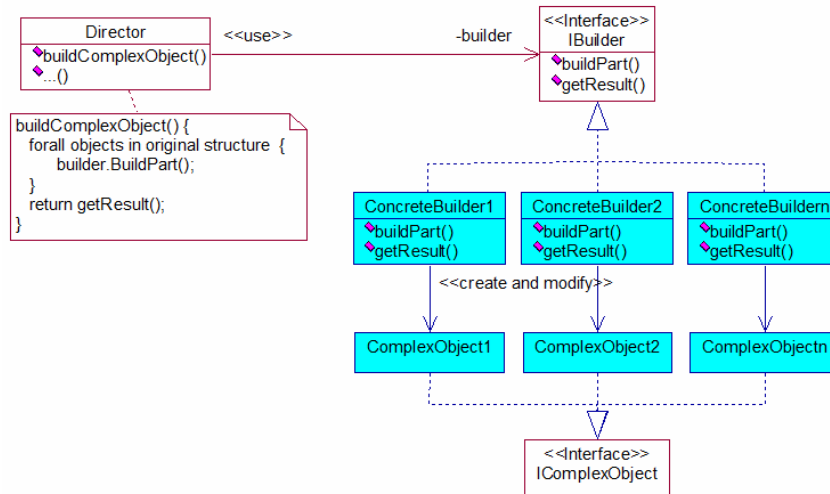 Director
buildComplexObject()
...()
<<use>>
-builder
<<Interface>>
IBuilder
buildPart()
getResult()
buildComplexObject() {
forall objects in original structure {
builder.BuildPart();
}
return getResult();
}
ConcreteBuilder1
buildPart()
getResult()
ConcreteBuilder2
buildPart()
getResult()
ConcreteBuildern
buildPart()
getResult()
<<create and modify>>
ComplexObject1
ComplexObject2
ComplexObjectn
<<Interface>>
IComplexObject